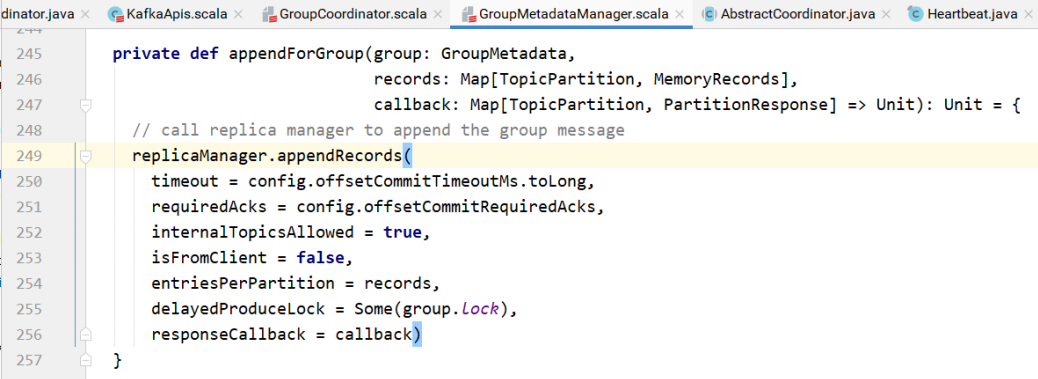 dinator.java × KafkaApis.scala × GroupCoordinator.scala × GroupMetadataManager.scala × AbstractCoordinator.java × Heartbeat.java ×
244
245 private def appendForGroup(group: GroupMetadata,
246 records: Map[TopicPartition, MemoryRecords],
247 callback: Map[TopicPartition, PartitionResponse] => Unit): Unit = {
248 // call replica manager to append the group message
249 replicaManager.appendRecords(
250 timeout = config.offsetCommitTimeoutMs.toLong,
251 requiredAcks = config.offsetCommitRequiredAcks,
252 internalTopicsAllowed = true,
253 isFromClient = false,
254 entriesPerPartition = records,
255 delayedProduceLock = Some(group.lock),
256 responseCallback = callback)
257 }